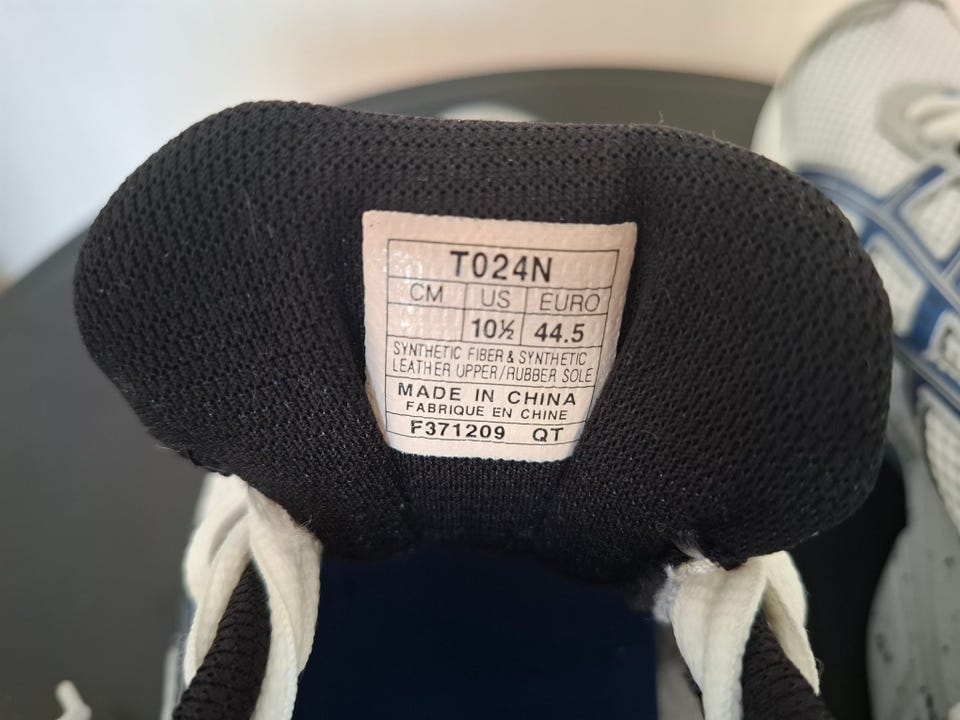 T024N
CM US EURO
10½ 44.5
SYNTHETIC FIBER & SYNTHETIC
LEATHER UPPER/RUBBER SOLE
MADE IN CHINA
FABRIQUE EN CHINE
F371209 QT